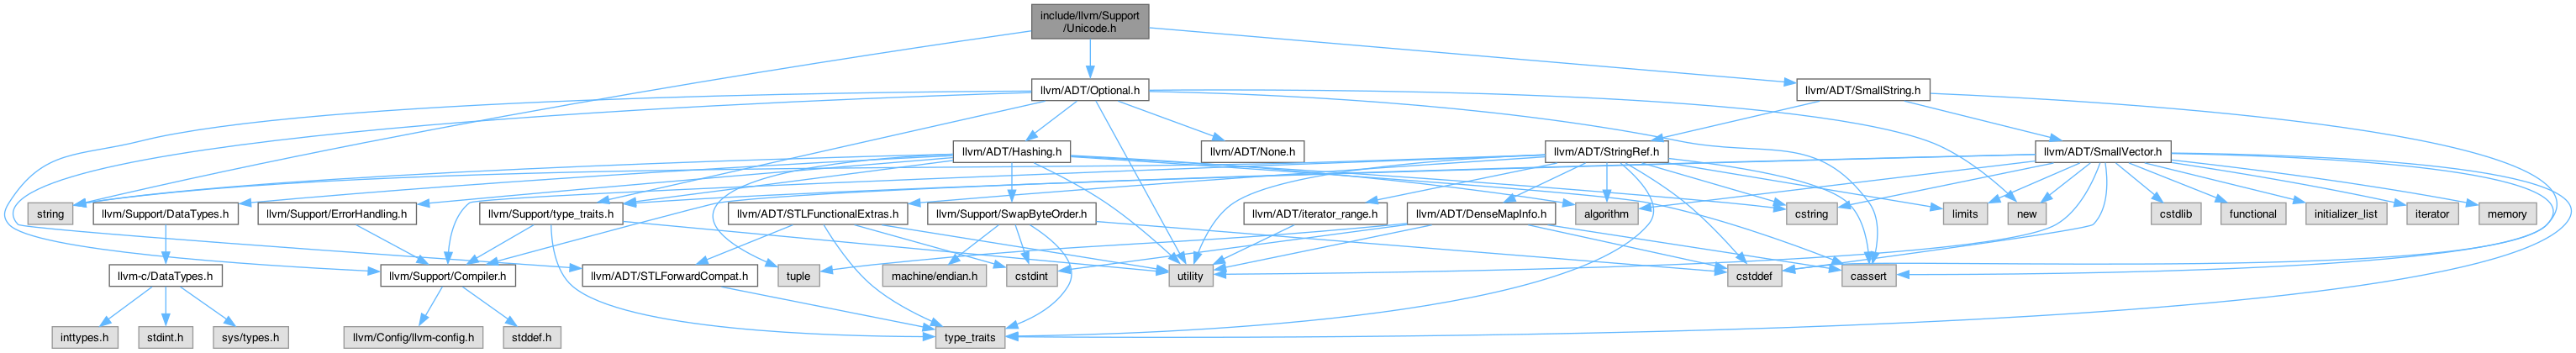 include/llvm/Support
/Unicode.h
llvm/ADT/Optional.h
llvm/ADT/SmallString.h
llvm/ADT/Hashing.h
llvm/ADT/None.h
llvm/ADT/StringRef.h
llvm/ADT/SmallVector.h
string
llvm/Support/DataTypes.h
llvm/Support/ErrorHandling.h
llvm/Support/type_traits.h
llvm/ADT/STLFunctionalExtras.h
llvm/Support/SwapByteOrder.h
llvm/ADT/iterator_range.h
llvm/ADT/DenseMapInfo.h
algorithm
cstring
limits
new
cstdlib
functional
initializer_list
iterator
memory
llvm-c/DataTypes.h
llvm/Support/Compiler.h
llvm/ADT/STLForwardCompat.h
tuple
machine/endian.h
cstdint
utility
cstddef
cassert
inttypes.h
stdint.h
sys/types.h
llvm/Config/llvm-config.h
stddef.h
type_traits